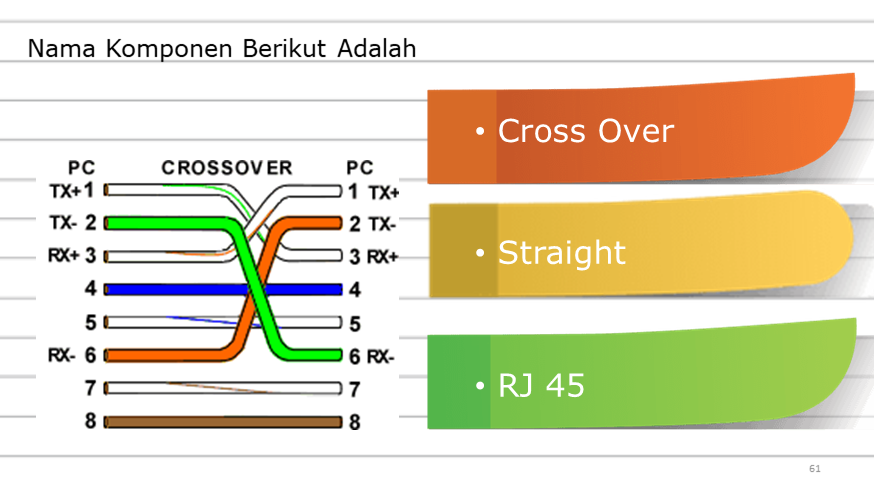 Nama Komponen Berikut Adalah
PC CROSSOVER PC
TX+ 1 1 TX+
TX- 2 2 TX-
RX+ 3 3 RX+
4 4
5 5
RX- 6 6 RX-
7 7
8 8
• Cross Over
• Straight
• RJ 45
61